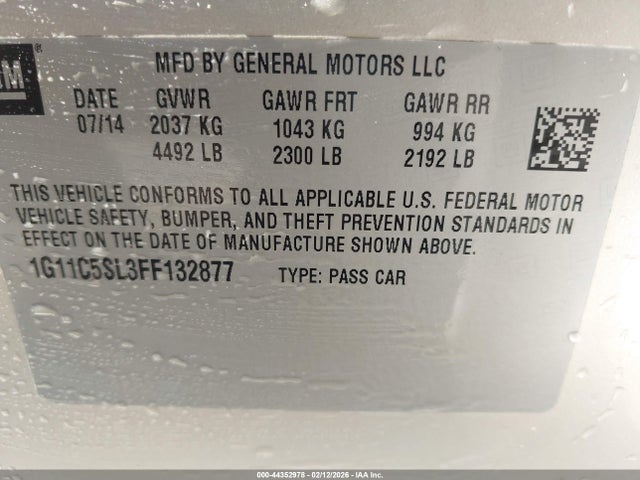 GM®
MFD BY GENERAL MOTORS LLC
DATE GVWR GAWR FRT GAWR RR
07/14 2037 KG 1043 KG 994 KG
4492 LB 2300 LB 2192 LB
THIS VEHICLE CONFORMS TO ALL APPLICABLE U.S. FEDERAL MOTOR
VEHICLE SAFETY, BUMPER, AND THEFT PREVENTION STANDARDS IN
EFFECT ON THE DATE OF MANUFACTURE SHOWN ABOVE.
1G11C5SL3FF132877 TYPE: PASS CAR
000-44352978 - 02/12/2026 - IAA Inc.